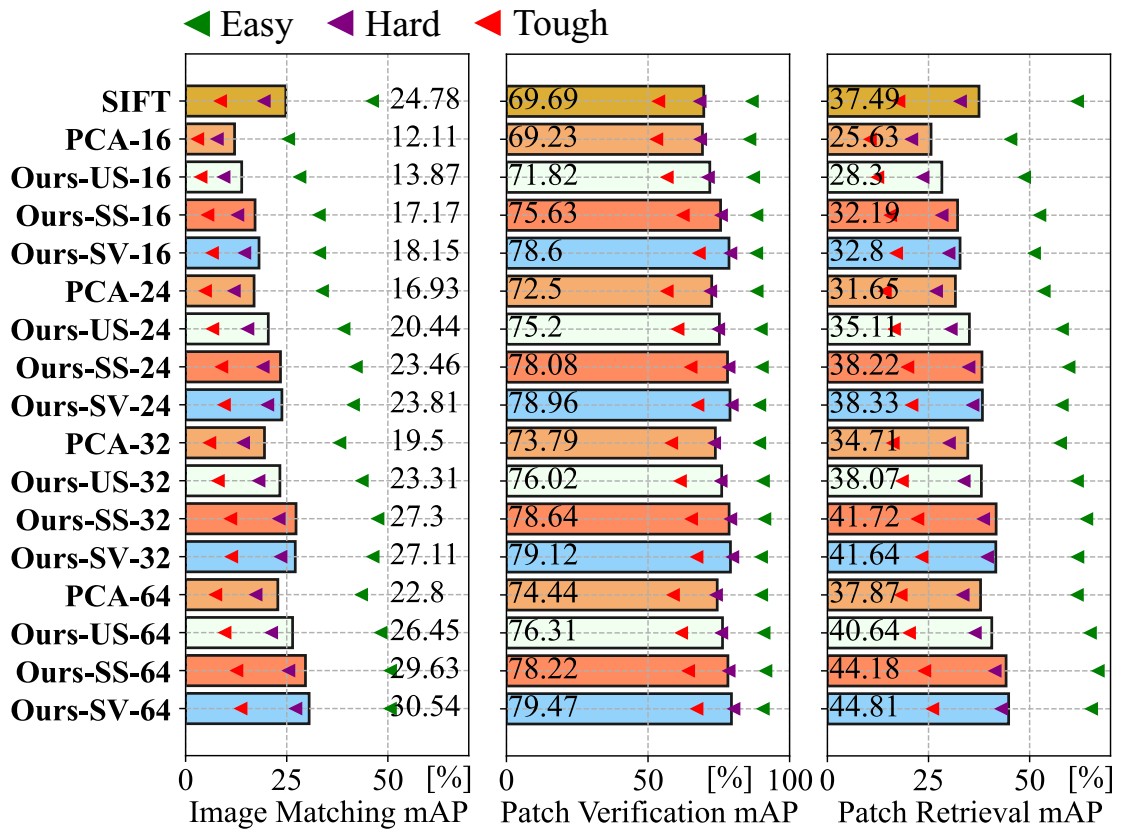 Easy Hard Tough
SIFT 24.78 69.69 37.49
PCA-16 12.11 69.23 25.63
Ours-US-16 13.87 71.82 28.3
Ours-SS-16 17.17 75.63 32.19
Ours-SV-16 18.15 78.6 32.8
PCA-24 16.93 72.5 31.65
Ours-US-24 20.44 75.2 35.11
Ours-SS-24 23.46 78.08 38.22
Ours-SV-24 23.81 78.96 38.33
PCA-32 19.5 73.79 34.71
Ours-US-32 23.31 76.02 38.07
Ours-SS-32 27.3 78.64 41.72
Ours-SV-32 27.11 79.12 41.64
PCA-64 22.8 74.44 37.87
Ours-US-64 26.45 76.31 40.64
Ours-SS-64 29.63 78.22 44.18
Ours-SV-64 30.54 79.47 44.81
0 25 50 [%] 0 50 [%] 100 0 25 50 [%]
Image Matching mAP Patch Verification mAP Patch Retrieval mAP